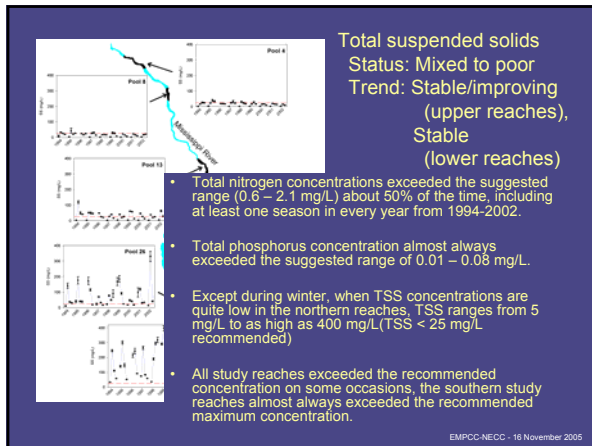 Total suspended solids
Status: Mixed to poor
Trend: Stable/improving
(upper reaches),
Stable
(lower reaches)
Pool 4
Pool 8
Mississippi River
Pool 13
Pool 26
• Total nitrogen concentrations exceeded the suggested
range (0.6 – 2.1 mg/L) about 50% of the time, including
at least one season in every year from 1994-2002.
• Total phosphorus concentration almost always
exceeded the suggested range of 0.01 – 0.08 mg/L.
• Except during winter, when TSS concentrations are
quite low in the northern reaches, TSS ranges from 5
mg/L to as high as 400 mg/L(TSS < 25 mg/L
recommended)
• All study reaches exceeded the recommended
concentration on some occasions, the southern study
reaches almost always exceeded the recommended
maximum concentration.
EMPCC-NECC - 16 November 2005